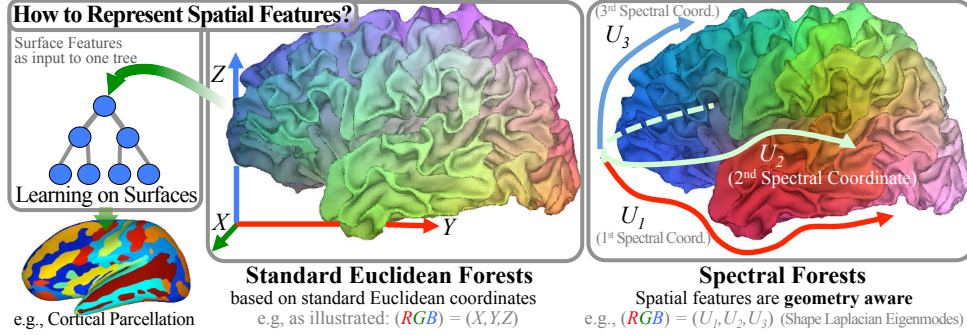 How to Represent Spatial Features?
Surface Features
as input to one tree
Learning on Surfaces
e.g., Cortical Parcellation
Z
X
Y
Standard Euclidean Forests
based on standard Euclidean coordinates
e.g, as illustrated: (RGB) = (X,Y,Z)
(3rd Spectral Coord.)
U3
U2
(2nd Spectral Coordinate)
U1
(1st Spectral Coord.)
Spectral Forests
Spatial features are geometry aware
e.g., (RGB) = (U1,U2,U3) (Shape Laplacian Eigenmodes)